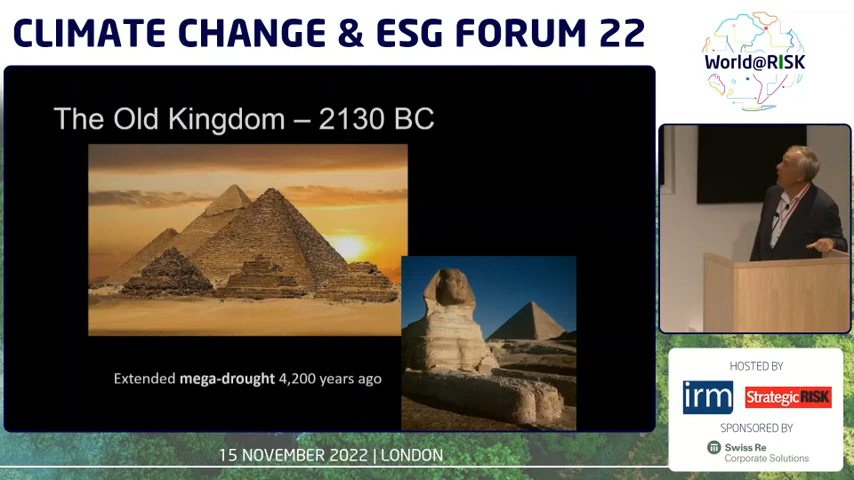 CLIMATE CHANGE & ESG FORUM 22
World@RISK
The Old Kingdom – 2130 BC
Extended mega-drought 4,200 years ago
HOSTED BY
irm
StrategicRISK
SPONSORED BY
Swiss Re
Corporate Solutions
15 NOVEMBER 2022 | LONDON